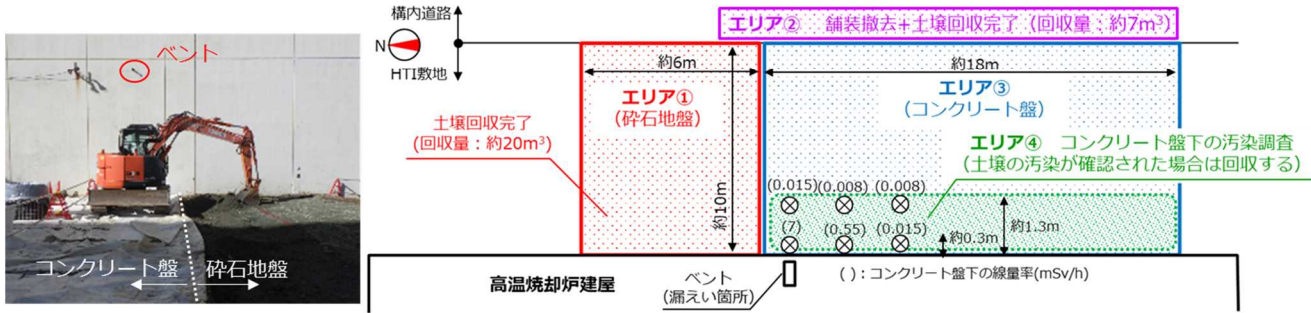 ベント
コンクリート盤
砕石地盤
構内道路
N
HTI敷地
エリア② 舗装撤去+土壌回収完了（回収量：約7m³）
約6m
約18m
エリア①
(砕石地盤)
エリア③
(コンクリート盤)
土壌回収完了
(回収量：約20m³)
約10m
エリア④ コンクリート盤下の汚染調査
(土壌の汚染が確認された場合は回収する)
(0.015) (0.008) (0.008)
(7) (0.55) (0.015)
約0.3m
約1.3m
高温焼却炉建屋
ベント
(漏えい箇所)
( )：コンクリート盤下の線量率(mSv/h)